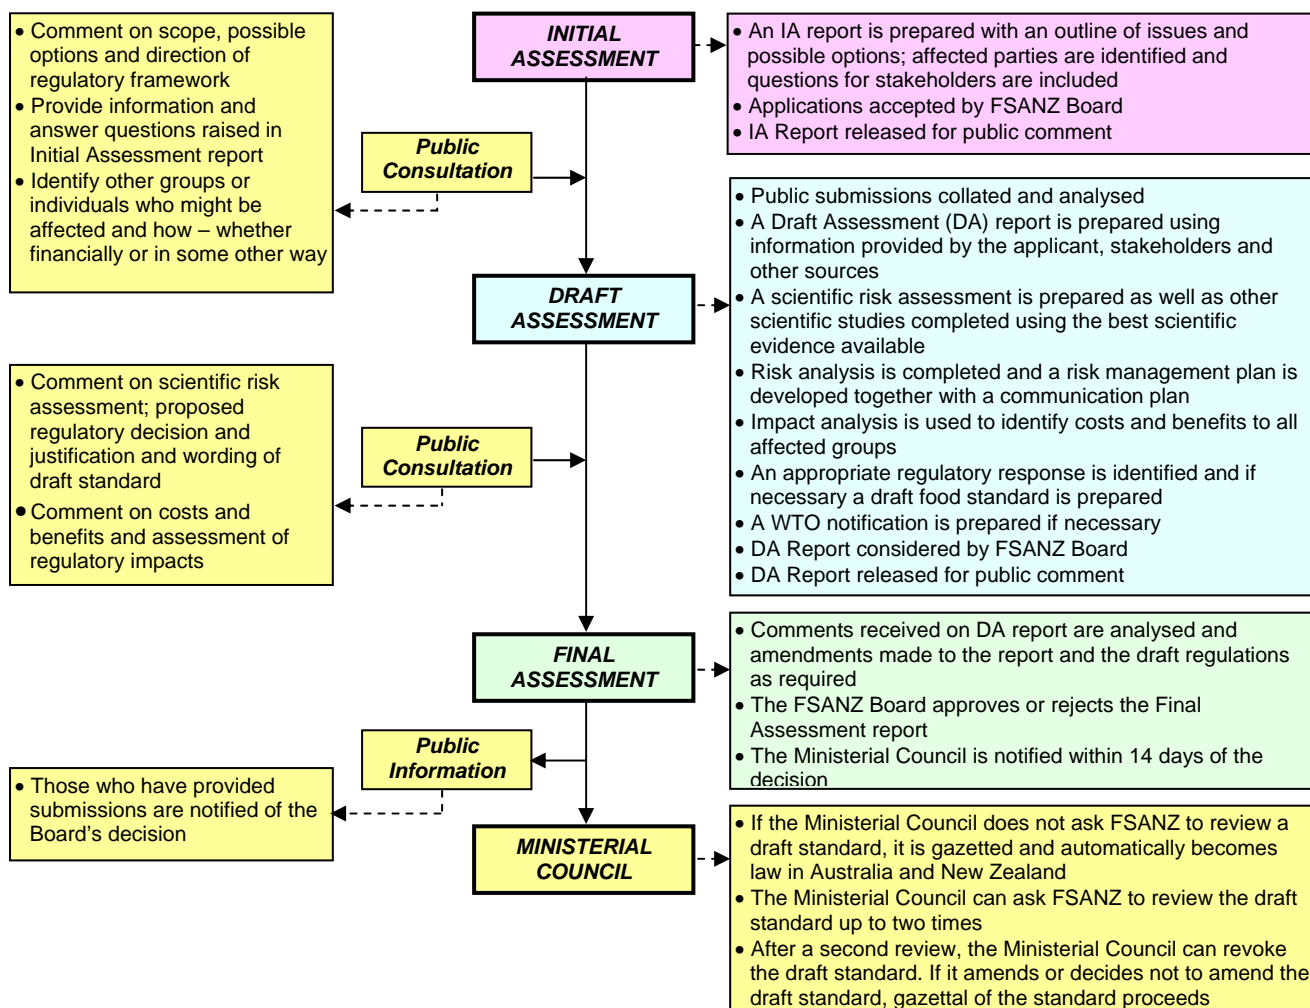 • Comment on scope, possible
options and direction of
regulatory framework
• Provide information and
answer questions raised in
Initial Assessment report
• Identify other groups or
individuals who might be
affected and how – whether
financially or in some other way
INITIAL
ASSESSMENT
• An IA report is prepared with an outline of issues and
possible options; affected parties are identified and
questions for stakeholders are included
• Applications accepted by FSANZ Board
• IA Report released for public comment
Public
Consultation
DRAFT
ASSESSMENT
• Public submissions collated and analysed
• A Draft Assessment (DA) report is prepared using
information provided by the applicant, stakeholders and
other sources
• A scientific risk assessment is prepared as well as other
scientific studies completed using the best scientific
evidence available
• Risk analysis is completed and a risk management plan is
developed together with a communication plan
• Impact analysis is used to identify costs and benefits to all
affected groups
• An appropriate regulatory response is identified and if
necessary a draft food standard is prepared
• A WTO notification is prepared if necessary
• DA Report considered by FSANZ Board
• DA Report released for public comment
• Comment on scientific risk
assessment; proposed
regulatory decision and
justification and wording of
draft standard
• Comment on costs and
benefits and assessment of
regulatory impacts
Public
Consultation
FINAL
ASSESSMENT
• Comments received on DA report are analysed and
amendments made to the report and the draft regulations
as required
• The FSANZ Board approves or rejects the Final
Assessment report
• The Ministerial Council is notified within 14 days of the
decision
Public
Information
• Those who have provided
submissions are notified of the
Board's decision
MINISTERIAL
COUNCIL
• If the Ministerial Council does not ask FSANZ to review a
draft standard, it is gazetted and automatically becomes
law in Australia and New Zealand
• The Ministerial Council can ask FSANZ to review the draft
standard up to two times
• After a second review, the Ministerial Council can revoke
the draft standard. If it amends or decides not to amend the
draft standard, gazettal of the standard proceeds